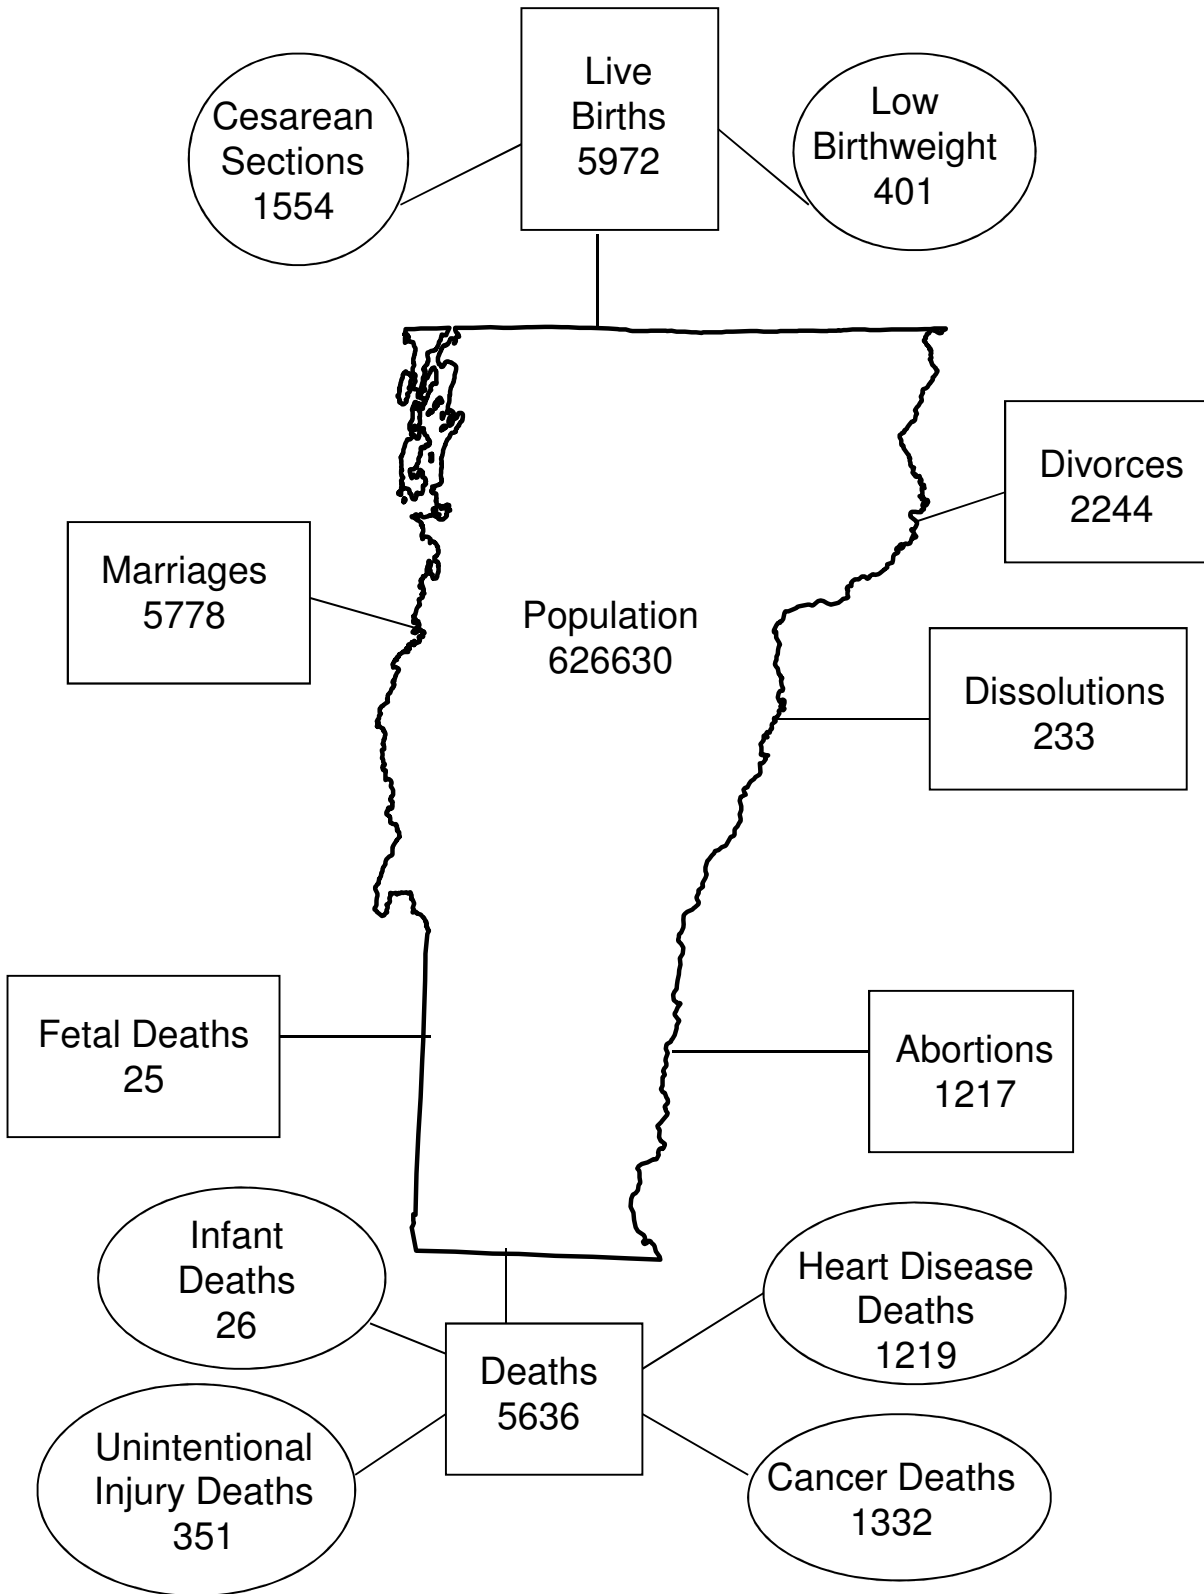 Live
Births
5972
Cesarean
Sections
1554
Low
Birthweight
401
Divorces
2244
Marriages
5778
Population
626630
Dissolutions
233
Fetal Deaths
25
Abortions
1217
Infant
Deaths
26
Heart Disease
Deaths
1219
Deaths
5636
Unintentional
Injury Deaths
351
Cancer Deaths
1332